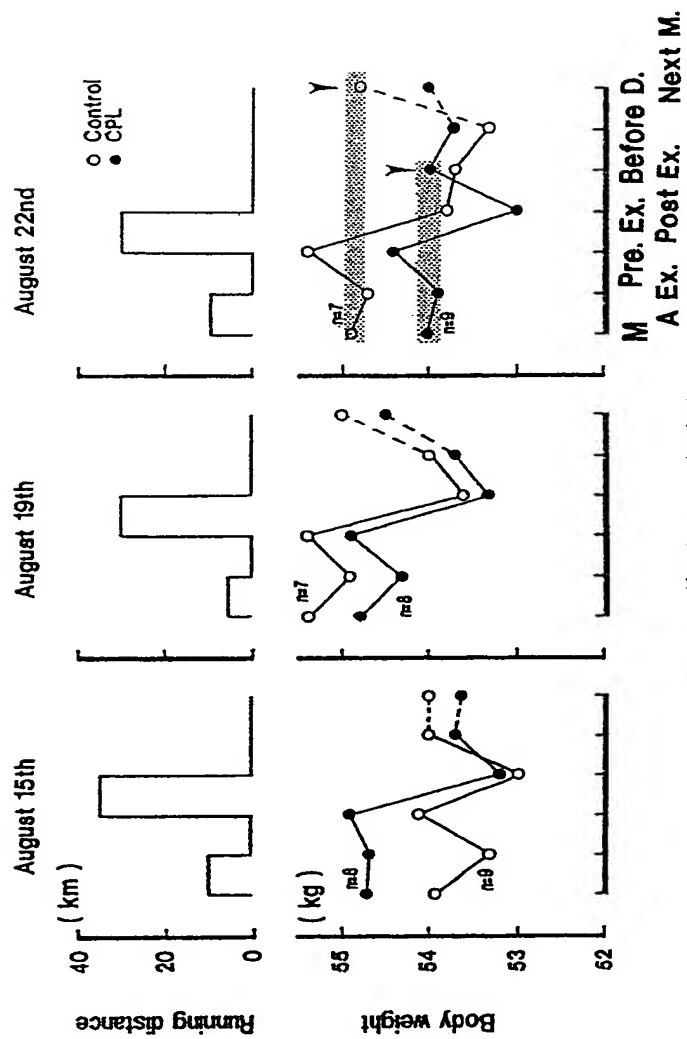 August 15th
August 19th
August 22nd
Running distance
( km )
40
20
0
○ Control
● CPL
Body weight
( kg )
55
54
53
52
n=8
n=9
n=7
n=8
n=7
n=9
M Pre. Ex. Before D.
A Ex. Post Ex. Next M.